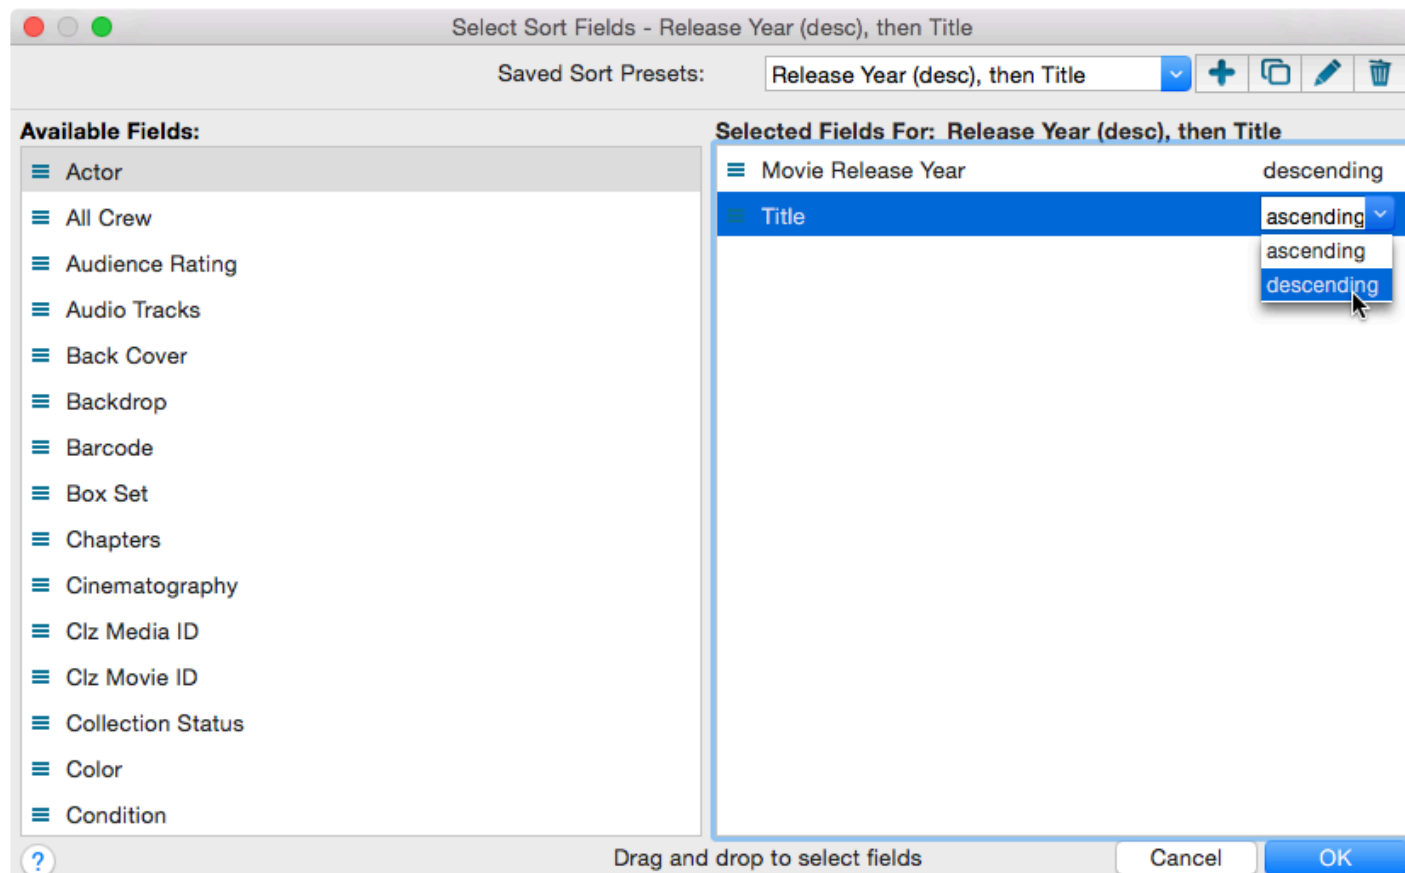 Select Sort Fields - Release Year (desc), then Title
Saved Sort Presets:
Release Year (desc), then Title
Available Fields:
Actor
All Crew
Audience Rating
Audio Tracks
Back Cover
Backdrop
Barcode
Box Set
Chapters
Cinematography
Clz Media ID
Clz Movie ID
Collection Status
Color
Condition
Selected Fields For: Release Year (desc), then Title
Movie Release Year descending
Title ascending
ascending
descending
?
Drag and drop to select fields
Cancel
OK